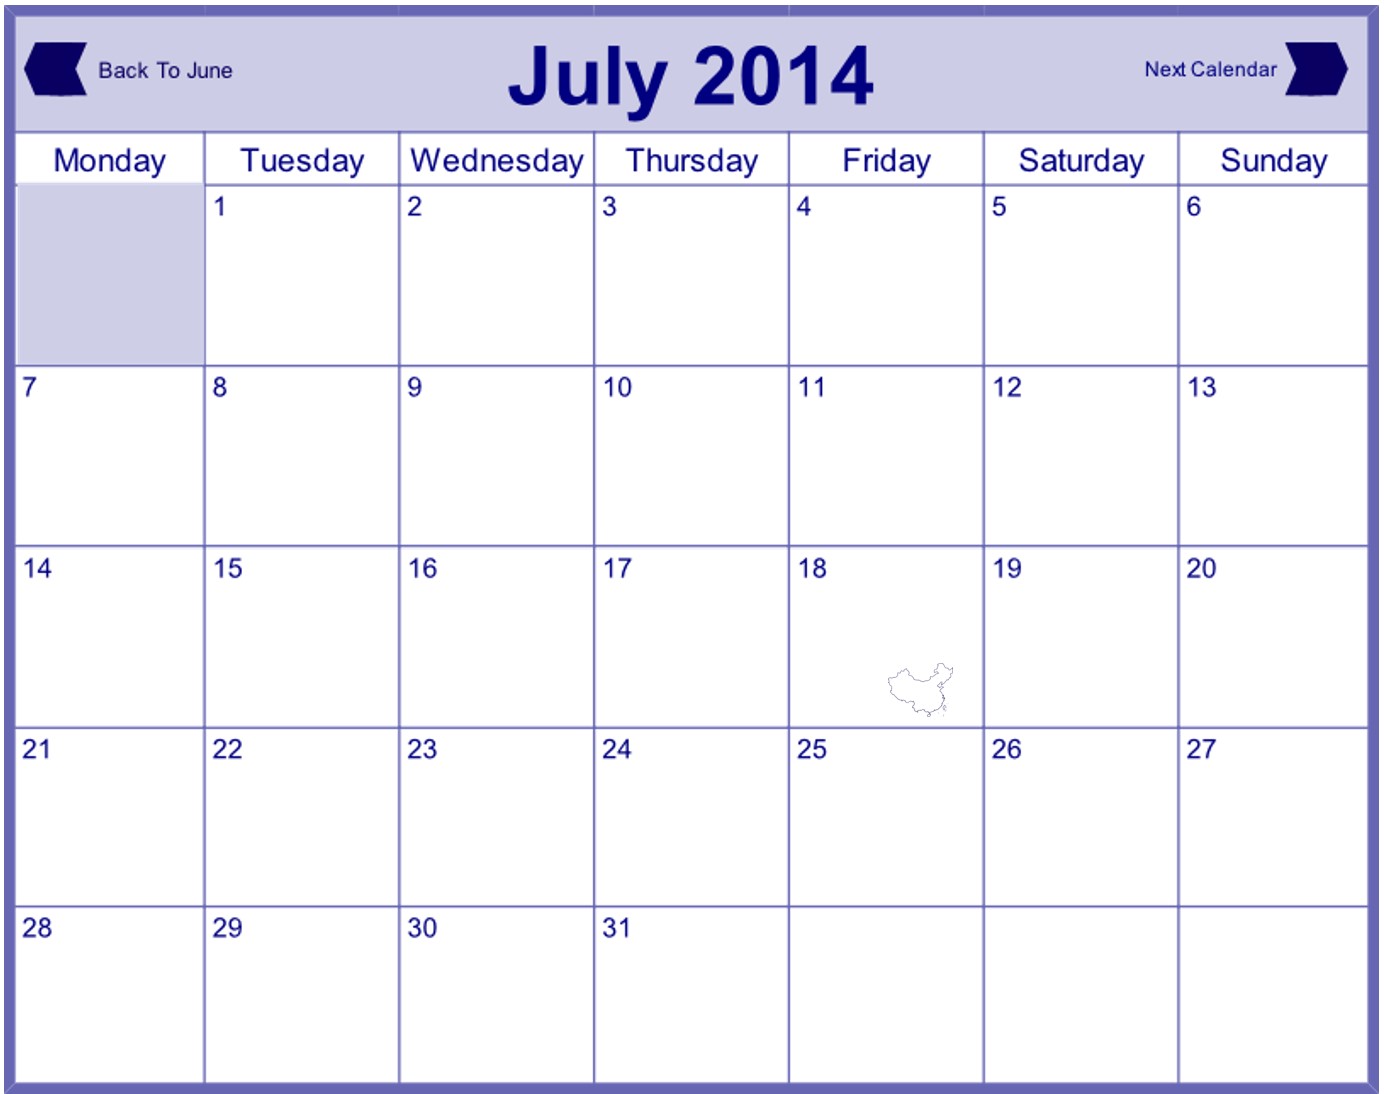 Back To June
July 2014
Next Calendar
Monday Tuesday Wednesday Thursday Friday Saturday Sunday
1 2 3 4 5 6
7 8 9 10 11 12 13
14 15 16 17 18 19 20
21 22 23 24 25 26 27
28 29 30 31